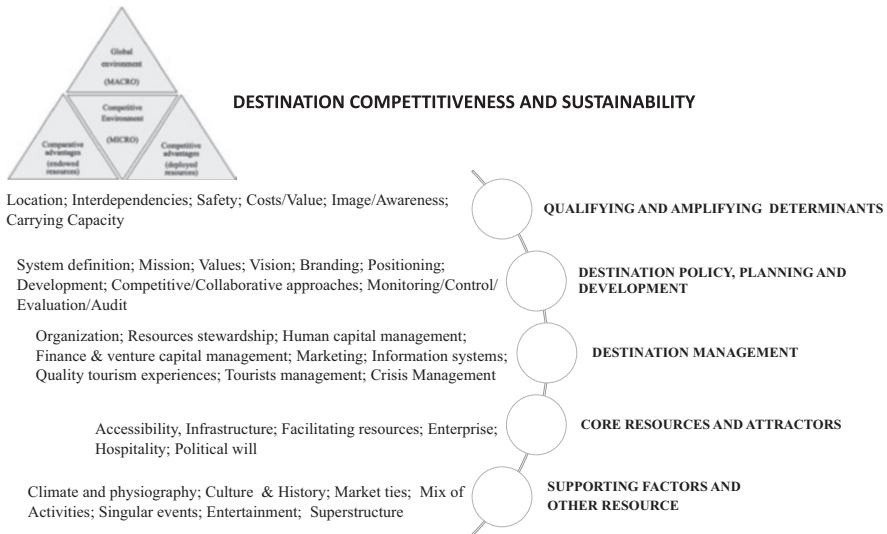 Global
environment
(MACRO)
Competitive
Environment
(MICRO)
Comparative
advantages
(endowed
resources)
Competitive
advantages
(deployed
resources)
DESTINATION COMPETTITIVENESS AND SUSTAINABILITY
Location; Interdependencies; Safety; Costs/Value; Image/Awareness;
Carrying Capacity
QUALIFYING AND AMPLIFYING DETERMINANTS
System definition; Mission; Values; Vision; Branding; Positioning;
Development; Competitive/Collaborative approaches; Monitoring/Control/
Evaluation/Audit
DESTINATION POLICY, PLANNING AND
DEVELOPMENT
Organization; Resources stewardship; Human capital management;
Finance & venture capital management; Marketing; Information systems;
Quality tourism experiences; Tourists management; Crisis Management
DESTINATION MANAGEMENT
Accessibility, Infrastructure; Facilitating resources; Enterprise;
Hospitality; Political will
CORE RESOURCES AND ATTRACTORS
Climate and physiography; Culture & History; Market ties; Mix of
Activities; Singular events; Entertainment; Superstructure
SUPPORTING FACTORS AND
OTHER RESOURCE